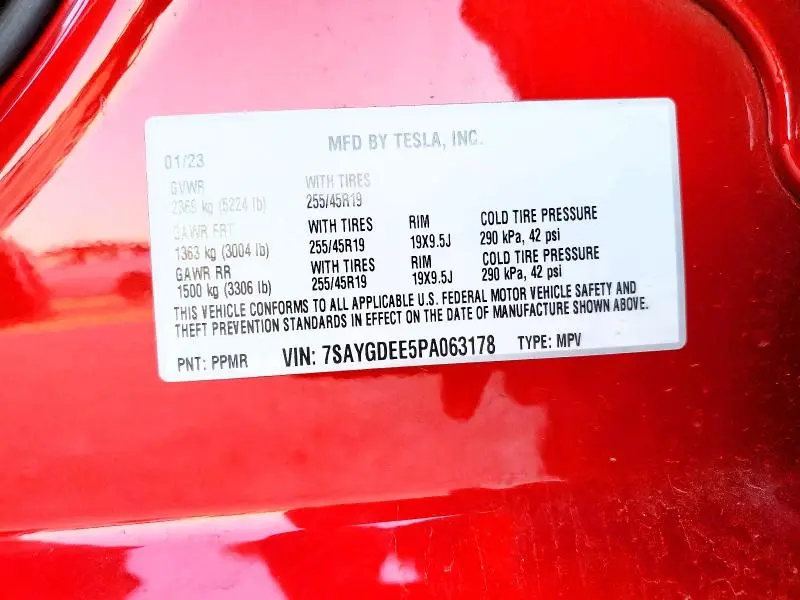 MFD BY TESLA, INC.
01/23
GVWR WITH TIRES
2369 kg (5224 lb) 255/45R19
GAWR FRT WITH TIRES RIM COLD TIRE PRESSURE
1363 kg (3004 lb) 255/45R19 19X9.5J 290 kPa, 42 psi
GAWR RR WITH TIRES RIM COLD TIRE PRESSURE
1500 kg (3306 lb) 255/45R19 19X9.5J 290 kPa, 42 psi
THIS VEHICLE CONFORMS TO ALL APPLICABLE U.S. FEDERAL MOTOR VEHICLE SAFETY AND
THEFT PREVENTION STANDARDS IN EFFECT ON THE DATE OF MANUFACTURE SHOWN ABOVE.
PNT: PPMR VIN: 7SAYGDEE5PA063178 TYPE: MPV